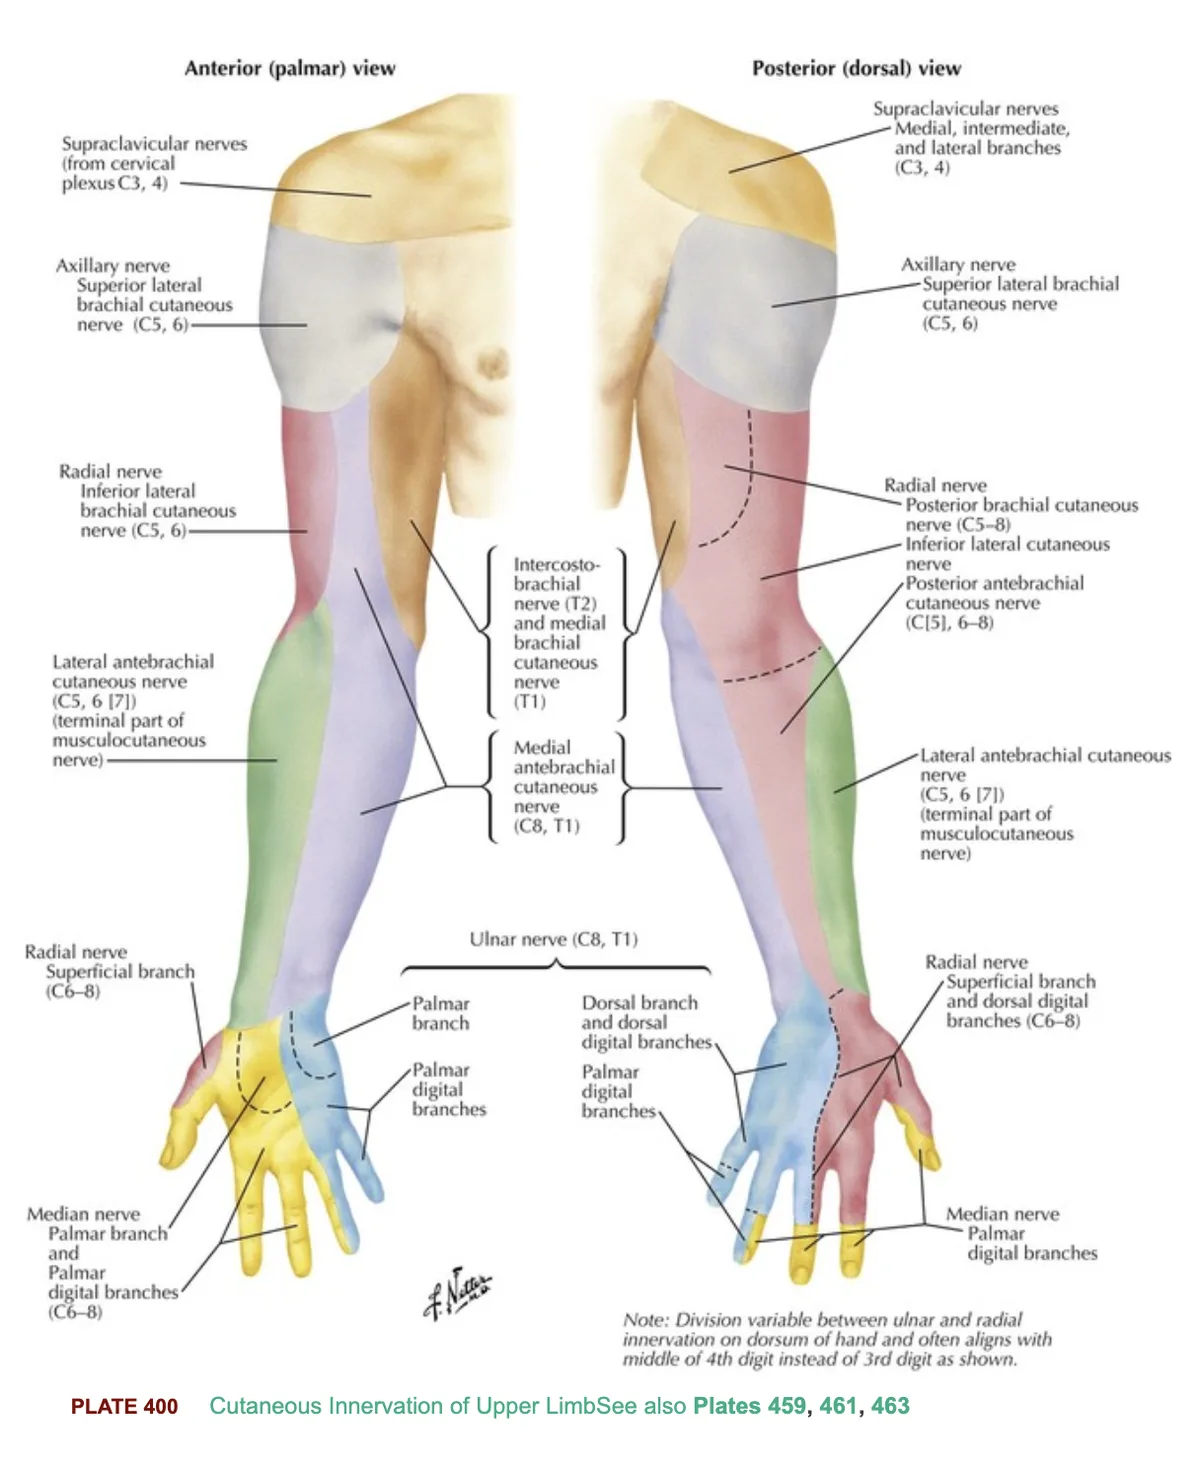 Anterior (palmar) view
Supraclavicular nerves
(from cervical
plexus C3, 4)
Axillary nerve
Superior lateral
brachial cutaneous
nerve (C5, 6)
Radial nerve
Inferior lateral
brachial cutaneous
nerve (C5, 6)
Lateral antebrachial
cutaneous nerve
(C5, 6 [7])
(terminal part of
musculocutaneous
nerve)
Radial nerve
Superficial branch
(C6–8)
Median nerve
Palmar branch
and
Palmar
digital branches
(C6–8)
Intercosto-
brachial
nerve (T2)
and medial
brachial
cutaneous
nerve
(T1)
Medial
antebrachial
cutaneous
nerve
(C8, T1)
Ulnar nerve (C8, T1)
Palmar
branch
Palmar
digital
branches
Dorsal branch
and dorsal
digital branches
Palmar
digital
branches
Posterior (dorsal) view
Supraclavicular nerves
Medial, intermediate,
and lateral branches
(C3, 4)
Axillary nerve
Superior lateral brachial
cutaneous nerve
(C5, 6)
Radial nerve
Posterior brachial cutaneous
nerve (C5–8)
Inferior lateral cutaneous
nerve
Posterior antebrachial
cutaneous nerve
(C[5], 6–8)
Lateral antebrachial cutaneous
nerve
(C5, 6 [7])
(terminal part of
musculocutaneous
nerve)
Radial nerve
Superficial branch
and dorsal digital
branches (C6–8)
Median nerve
Palmar
digital branches
F. Netter
M.D.
Note: Division variable between ulnar and radial
innervation on dorsum of hand and often aligns with
middle of 4th digit instead of 3rd digit as shown.
PLATE 400 Cutaneous Innervation of Upper LimbSee also Plates 459, 461, 463